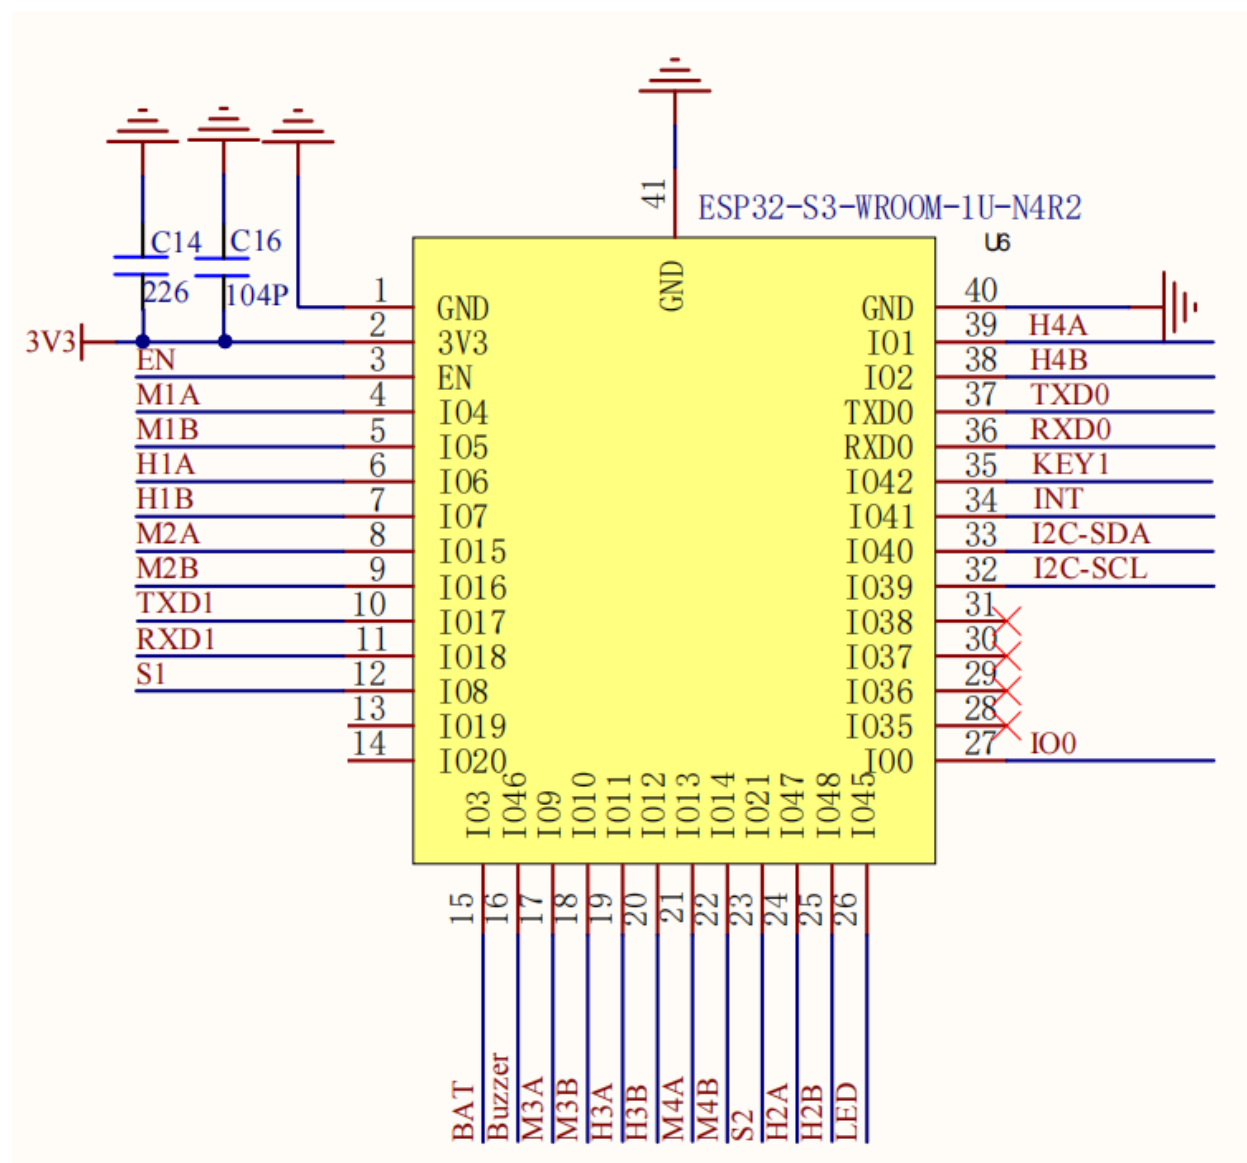 41
ESP32-S3-WROOM-1U-N4R2
U6
C14
C16
226
104P
3V3
GND
1 GND
2 3V3
EN 3 EN
M1A 4 IO4
M1B 5 IO5
H1A 6 IO6
H1B 7 IO7
M2A 8 IO15
M2B 9 IO16
TXD1 10 IO17
RXD1 11 IO18
S1 12 IO8
13 IO19
14 IO20
GND 40
IO1 39 H4A
IO2 38 H4B
TXD0 37 TXD0
RXD0 36 RXD0
IO42 35 KEY1
IO41 34 INT
IO40 33 I2C-SDA
IO39 32 I2C-SCL
IO38 31
IO37 30
IO36 29
IO35 28
IO0 27 IO0
IO3 15 BAT
IO46 16 Buzzer
IO9 17 M3A
IO10 18 M3B
IO11 19 H3A
IO12 20 H3B
IO13 21 M4A
IO14 22 M4B
IO21 23 S2
IO47 24 H2A
IO48 25 H2B
IO45 26 LED